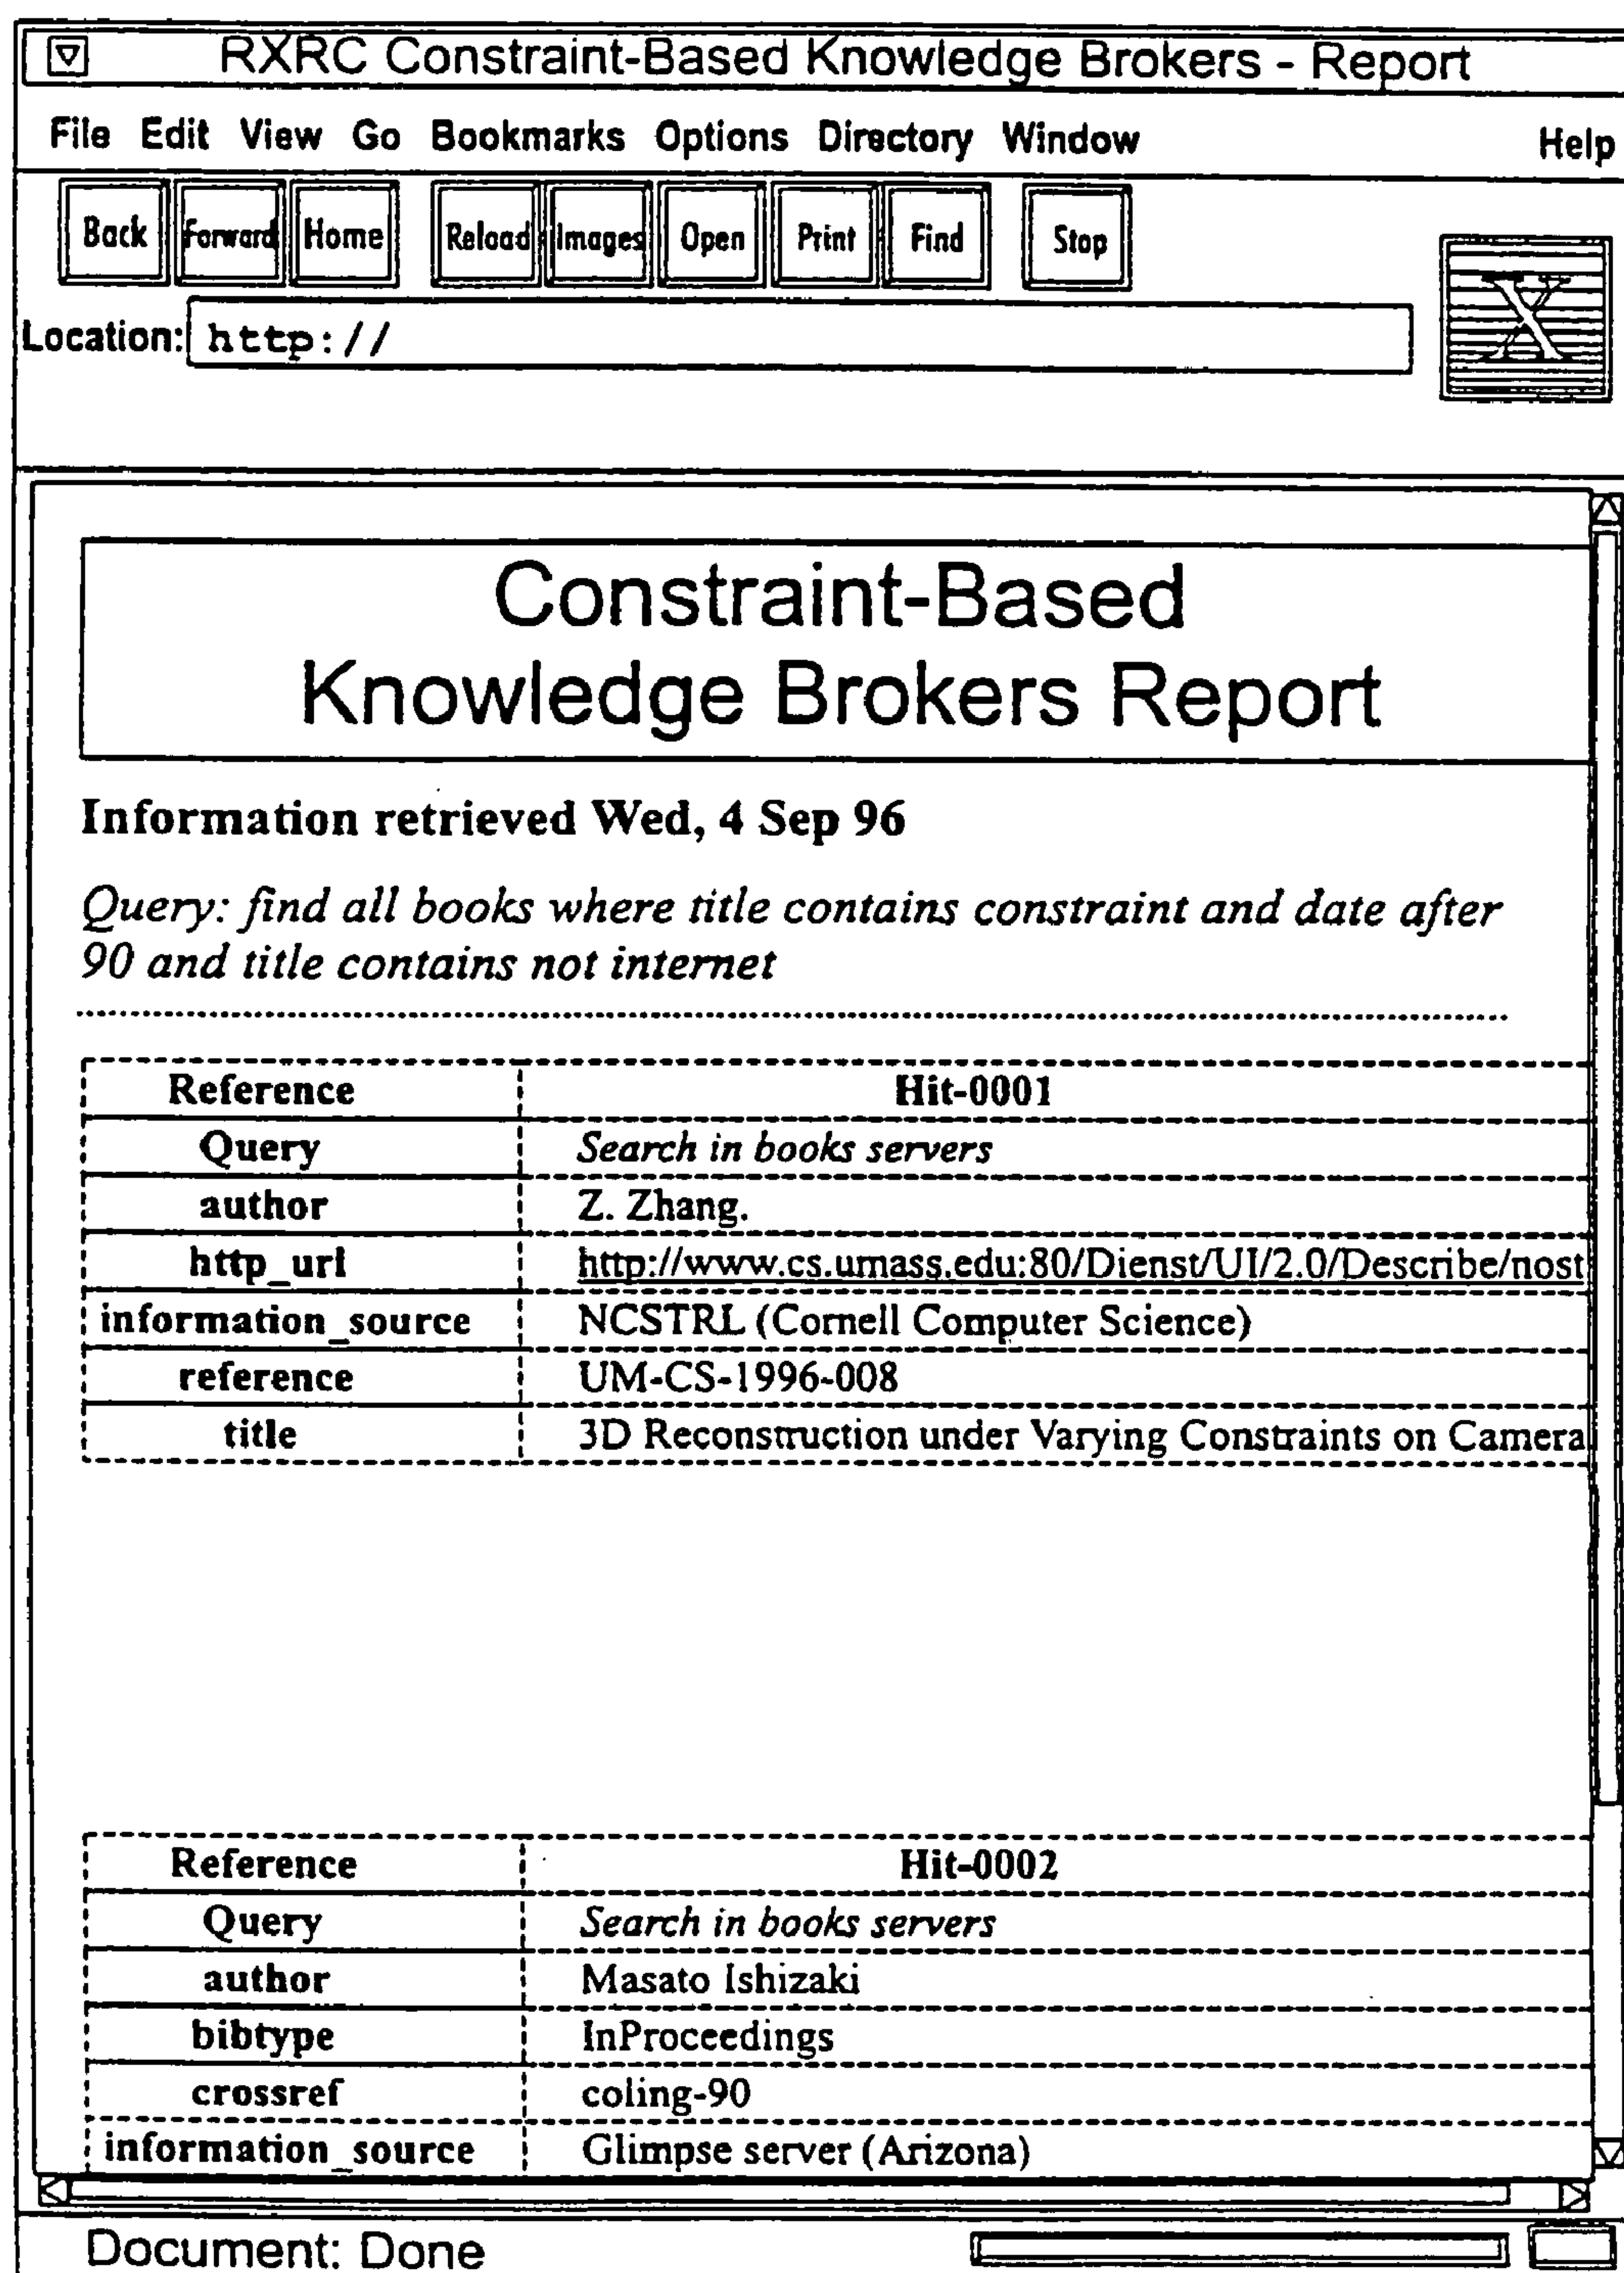 RXRC Constraint-Based Knowledge Brokers - Report
File Edit View Go Bookmarks Options Directory Window Help
Back Forward Home Reload Images Open Print Find Stop
X
Location: http://
Constraint-Based
Knowledge Brokers Report
Information retrieved Wed, 4 Sep 96
Query: find all books where title contains constraint and date after
90 and title contains not internet
Reference Hit-0001
Query Search in books servers
author Z. Zhang.
http_url http://www.cs.umass.edu:80/Dienst/UI/2.0/Describe/nost
information_source NCSTRL (Cornell Computer Science)
reference UM-CS-1996-008
title 3D Reconstruction under Varying Constraints on Camera
Reference Hit-0002
Query Search in books servers
author Masato Ishizaki
bibtype InProceedings
crossref coling-90
information_source Glimpse server (Arizona)
Document: Done